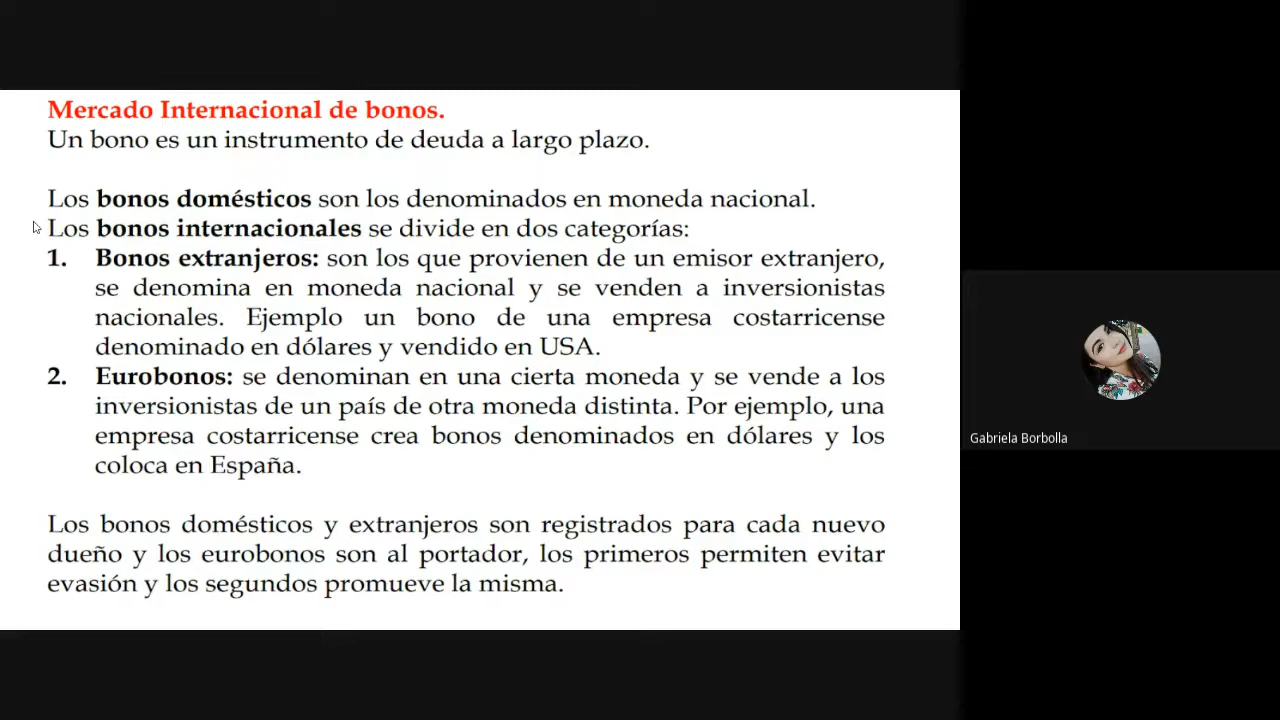 Mercado Internacional de bonos.
Un bono es un instrumento de deuda a largo plazo.
Los bonos domésticos son los denominados en moneda nacional.
Los bonos internacionales se divide en dos categorías:
1. Bonos extranjeros: son los que provienen de un emisor extranjero,
se denomina en moneda nacional y se venden a inversionistas
nacionales. Ejemplo un bono de una empresa costarricense
denominado en dólares y vendido en USA.
2. Eurobonos: se denominan en una cierta moneda y se vende a los
inversionistas de un país de otra moneda distinta. Por ejemplo, una
empresa costarricense crea bonos denominados en dólares y los
coloca en España.
Los bonos domésticos y extranjeros son registrados para cada nuevo
dueño y los eurobonos son al portador, los primeros permiten evitar
evasión y los segundos promueve la misma.
Gabriela Borbolla